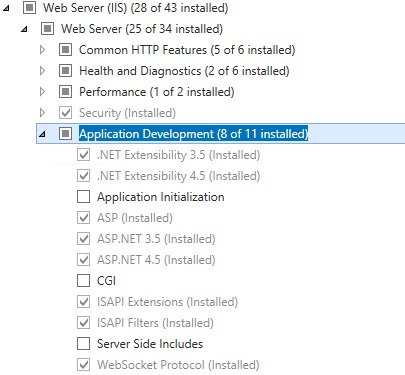 Web Server (IIS) (28 of 43 installed)
Web Server (25 of 34 installed)
Common HTTP Features (5 of 6 installed)
Health and Diagnostics (2 of 6 installed)
Performance (1 of 2 installed)
Security (Installed)
Application Development (8 of 11 installed)
.NET Extensibility 3.5 (Installed)
.NET Extensibility 4.5 (Installed)
Application Initialization
ASP (Installed)
ASP.NET 3.5 (Installed)
ASP.NET 4.5 (Installed)
CGI
ISAPI Extensions (Installed)
ISAPI Filters (Installed)
Server Side Includes
WebSocket Protocol (Installed)